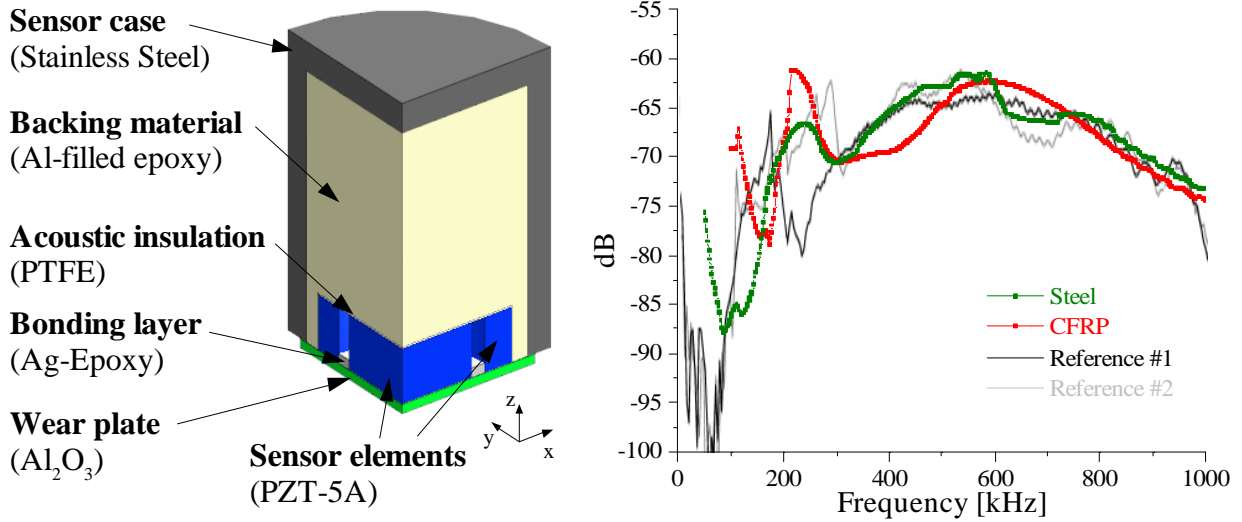 Sensor case
(Stainless Steel)
Backing material
(Al-filled epoxy)
Acoustic insulation
(PTFE)
Bonding layer
(Ag-Epoxy)
Wear plate
(Al2O3)
Sensor elements
(PZT-5A)
z
y
x
-55
-60
-65
-70
-75
-80
-85
-90
-95
-100
dB
Steel
CFRP
Reference #1
Reference #2
0 200 400 600 800 1000
Frequency [kHz]